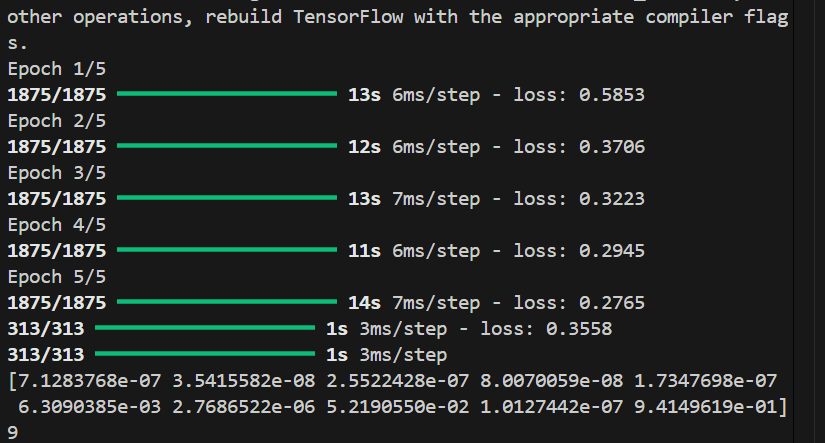 other operations, rebuild TensorFlow with the appropriate compiler flag
s.
Epoch 1/5
1875/1875 ━━━━━━━━━━━━━━━━━━━━ 13s 6ms/step - loss: 0.5853
Epoch 2/5
1875/1875 ━━━━━━━━━━━━━━━━━━━━ 12s 6ms/step - loss: 0.3706
Epoch 3/5
1875/1875 ━━━━━━━━━━━━━━━━━━━━ 13s 7ms/step - loss: 0.3223
Epoch 4/5
1875/1875 ━━━━━━━━━━━━━━━━━━━━ 11s 6ms/step - loss: 0.2945
Epoch 5/5
1875/1875 ━━━━━━━━━━━━━━━━━━━━ 14s 7ms/step - loss: 0.2765
313/313 ━━━━━━━━━━━━━━━━━━━━ 1s 3ms/step - loss: 0.3558
313/313 ━━━━━━━━━━━━━━━━━━━━ 1s 3ms/step
[7.1283768e-07 3.5415582e-08 2.5522428e-07 8.0070059e-08 1.7347698e-07
6.3090385e-03 2.7686522e-06 5.2190550e-02 1.0127442e-07 9.4149619e-01]
9